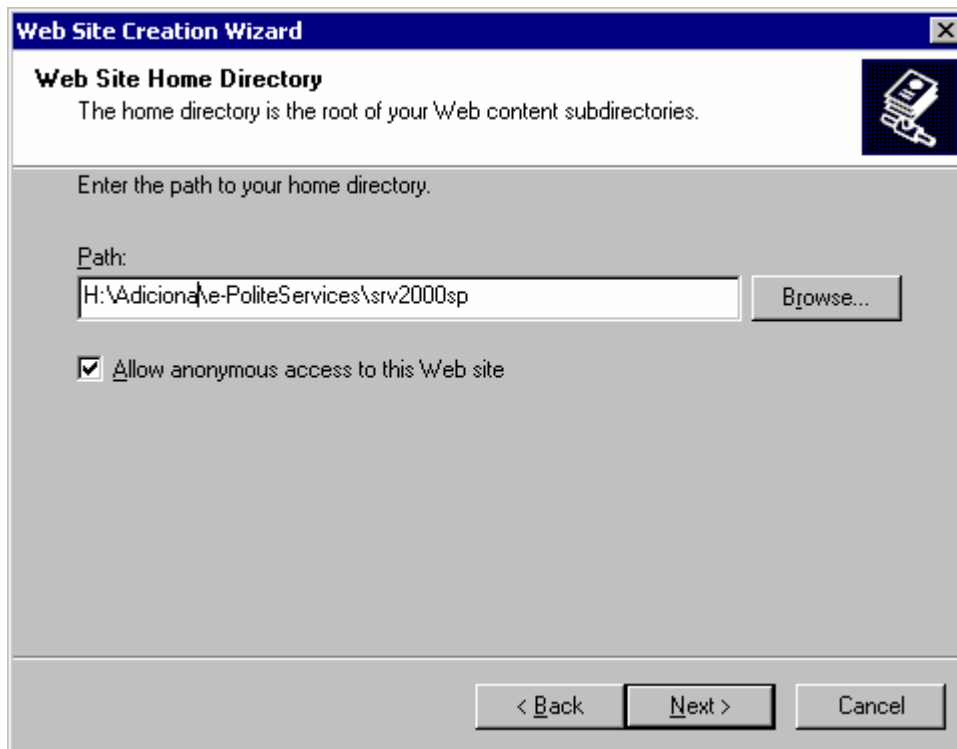 Web Site Creation Wizard
Web Site Home Directory
The home directory is the root of your Web content subdirectories.
Enter the path to your home directory.
Path:
H:\Adiciona\e-PoliteServices\srv2000sp
Browse...
Allow anonymous access to this Web site
< Back
Next >
Cancel